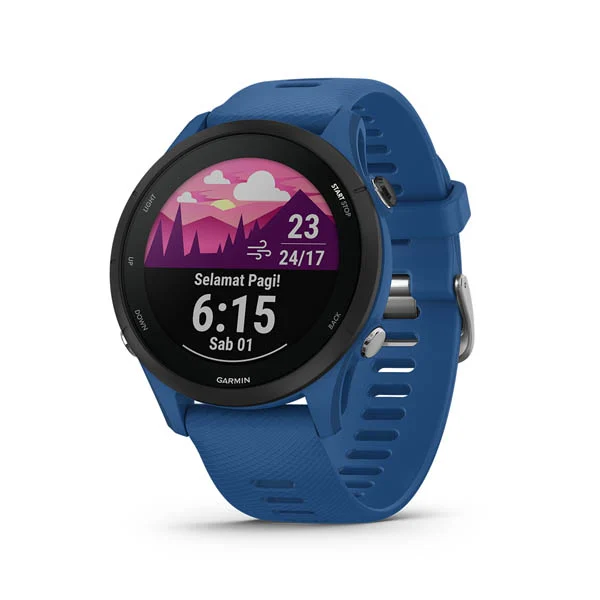 LIGHT
START STOP
UP
23
24/17
Selamat Pagi!
6:15
Sab 01
DOWN
BACK
GARMIN